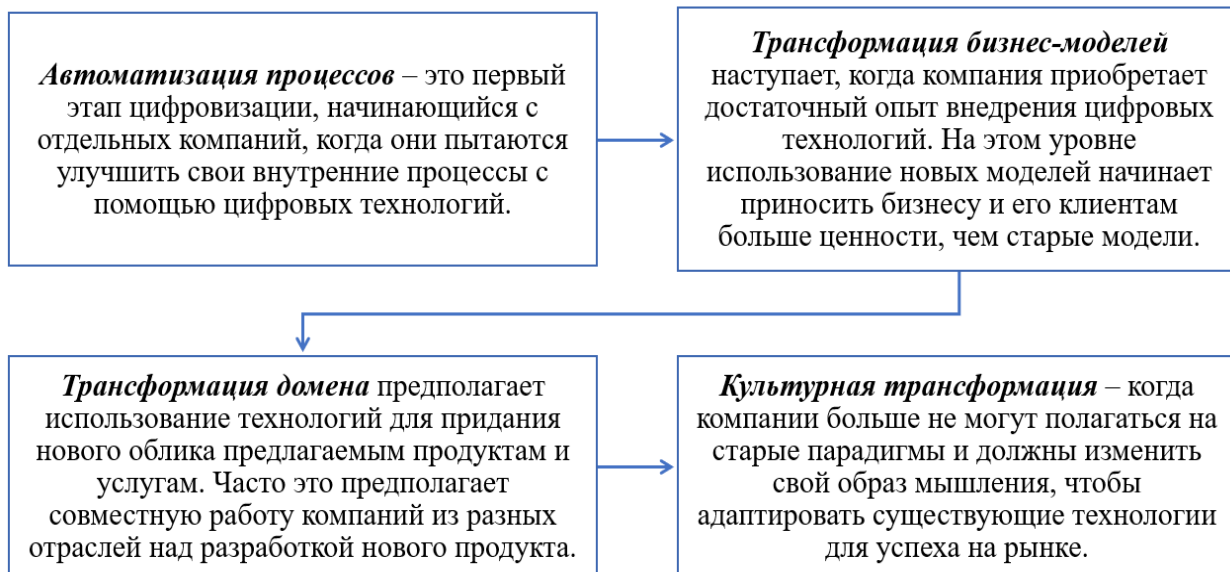 Автоматизация процессов – это первый
этап цифровизации, начинающийся с
отдельных компаний, когда они пытаются
улучшить свои внутренние процессы с
помощью цифровых технологий.
Трансформация бизнес-моделей
наступает, когда компания приобретает
достаточный опыт внедрения цифровых
технологий. На этом уровне
использование новых моделей начинает
приносить бизнесу и его клиентам
больше ценности, чем старые модели.
Трансформация домена предполагает
использование технологий для придания
нового облика предлагаемым продуктам и
услугам. Часто это предполагает
совместную работу компаний из разных
отраслей над разработкой нового продукта.
Культурная трансформация – когда
компании больше не могут полагаться на
старые парадигмы и должны изменить
свой образ мышления, чтобы
адаптировать существующие технологии
для успеха на рынке.